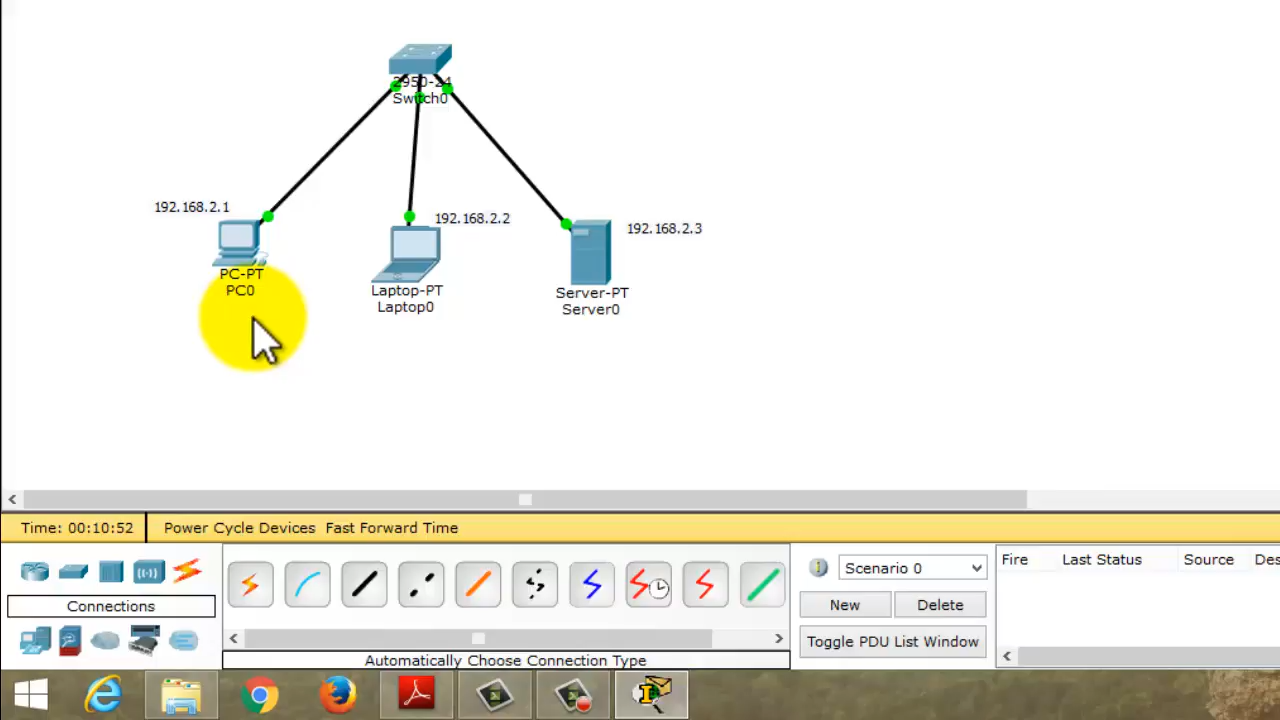 2950-24
Switch0
192.168.2.1
192.168.2.2
192.168.2.3
PC-PT
PC0
Laptop-PT
Laptop0
Server-PT
Server0
Time: 00:10:52
Power Cycle Devices Fast Forward Time
Connections
Automatically Choose Connection Type
Scenario 0
New
Delete
Toggle PDU List Window
Fire
Last Status
Source
Des